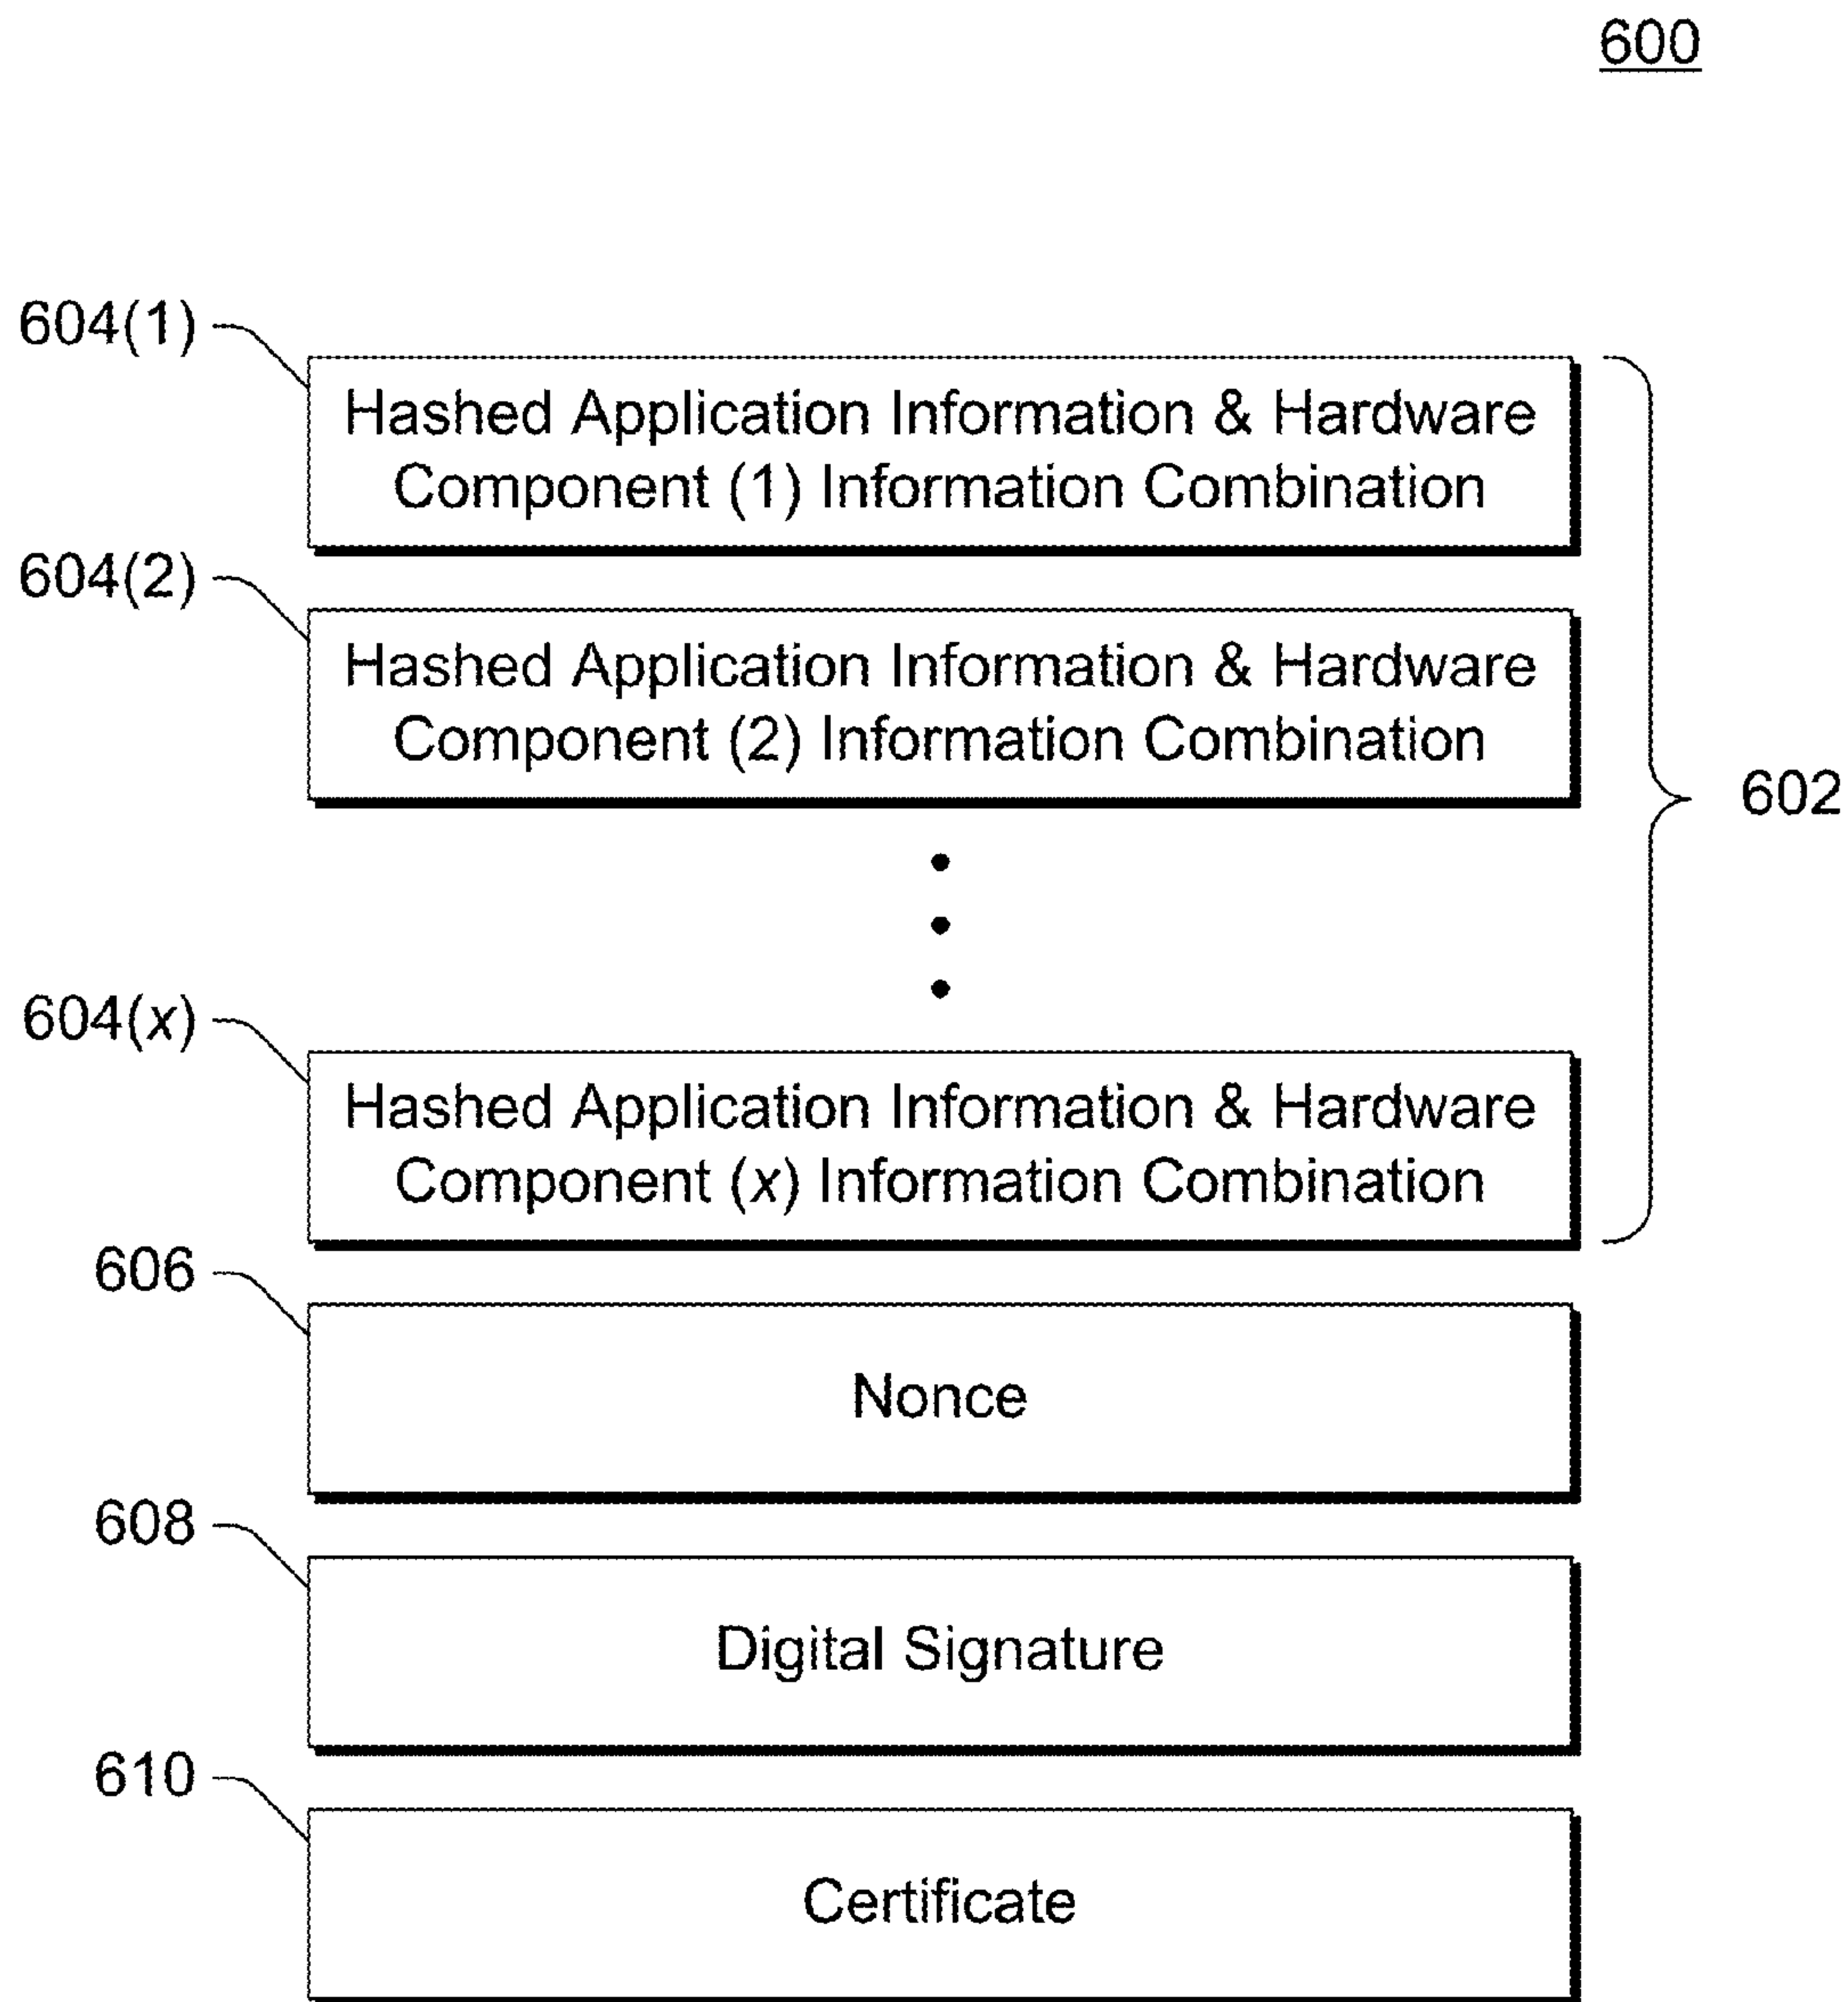 600
604(1)
Hashed Application Information & Hardware
Component (1) Information Combination
604(2)
Hashed Application Information & Hardware
Component (2) Information Combination
602
604(x)
Hashed Application Information & Hardware
Component (x) Information Combination
606
Nonce
608
Digital Signature
610
Certificate